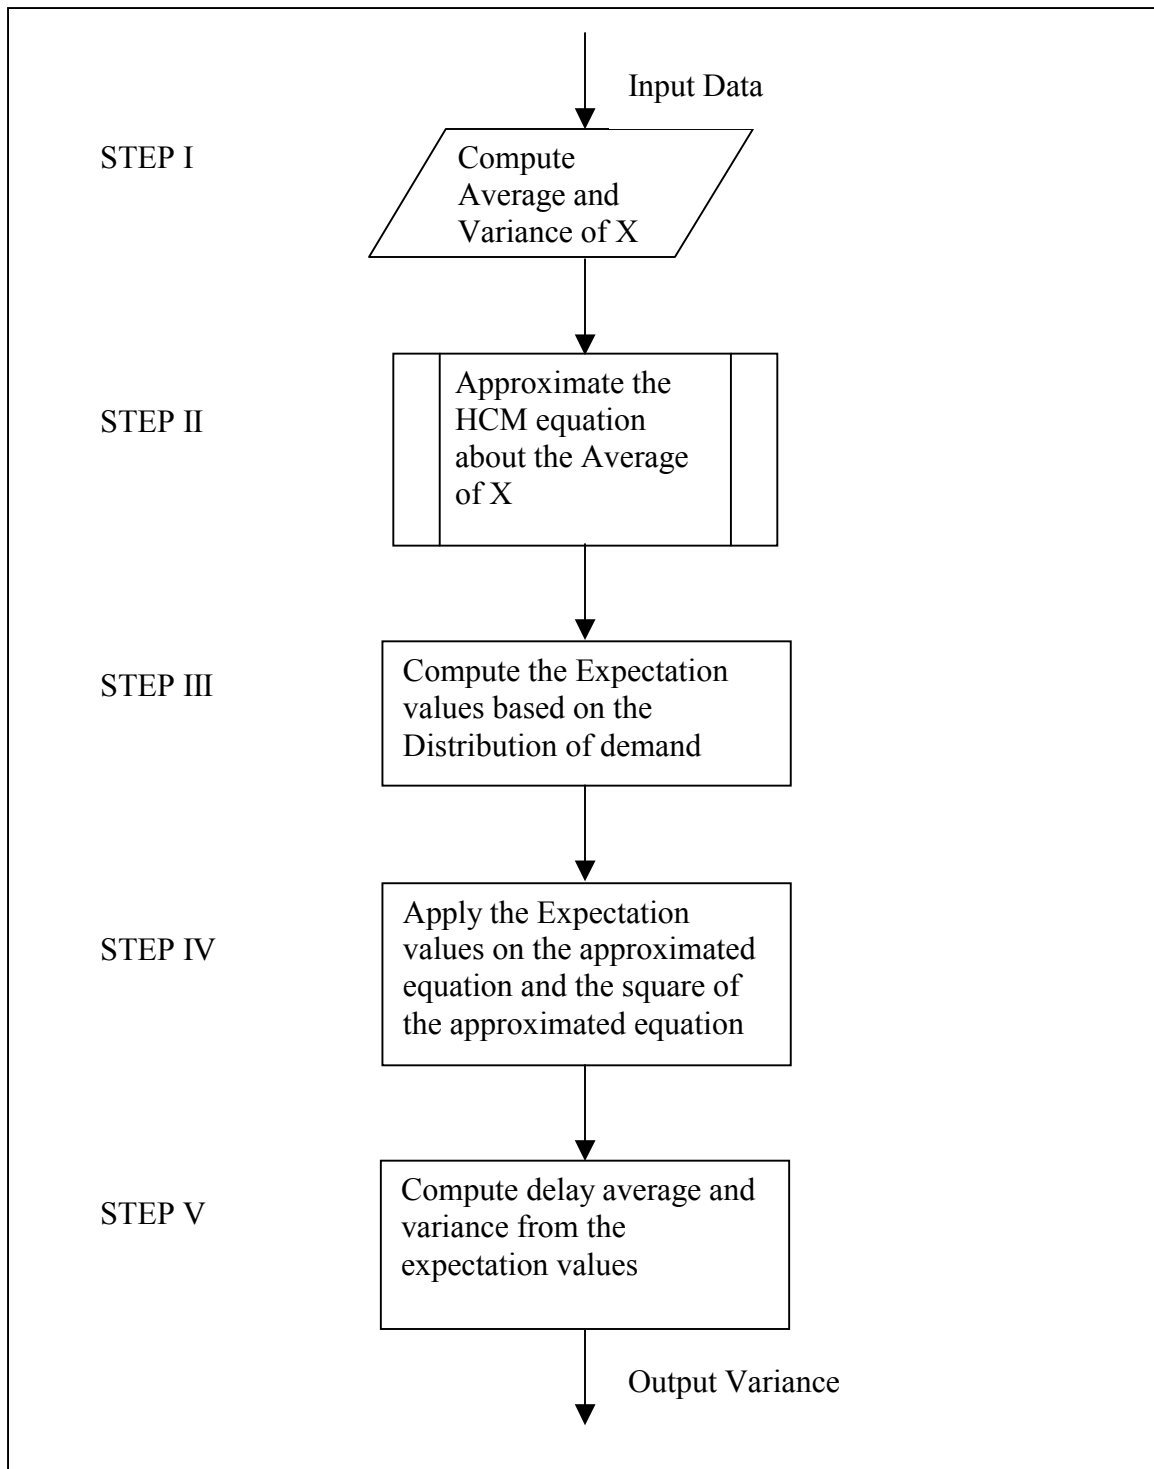 Input Data
STEP I
Compute
Average and
Variance of X
STEP II
Approximate the
HCM equation
about the Average
of X
STEP III
Compute the Expectation
values based on the
Distribution of demand
STEP IV
Apply the Expectation
values on the approximated
equation and the square of
the approximated equation
STEP V
Compute delay average and
variance from the
expectation values
Output Variance